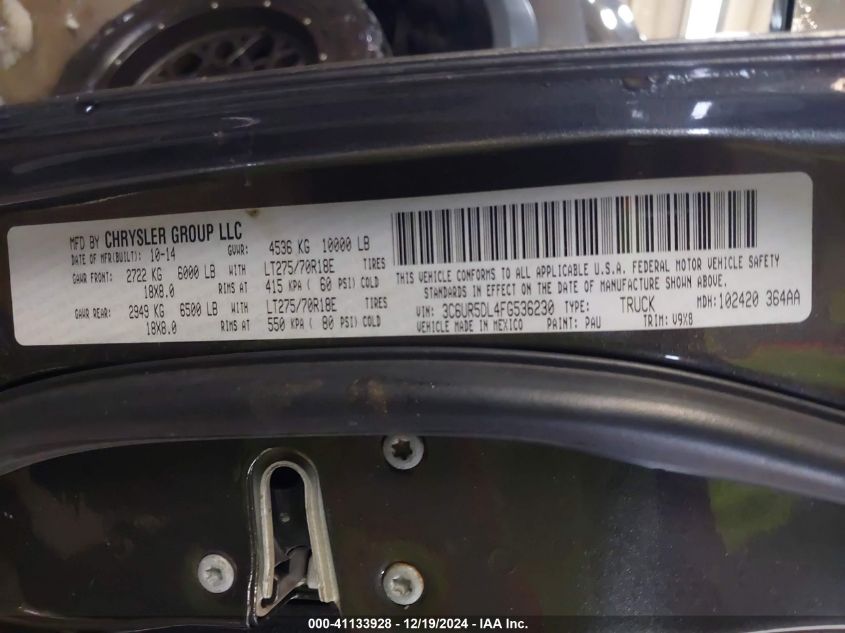 MFD BY CHRYSLER GROUP LLC
DATE OF MFR(BUILT): 10-14 GVWR: 4536 KG 10000 LB
GAWR FRONT: 2722 KG 6000 LB WITH LT275/70R18E TIRES
18X8.0 RIMS AT 415 KPA ( 60 PSI) COLD
GAWR REAR: 2949 KG 6500 LB WITH LT275/70R18E TIRES
18X8.0 RIMS AT 550 KPA ( 80 PSI) COLD
THIS VEHICLE CONFORMS TO ALL APPLICABLE U.S.A. FEDERAL MOTOR VEHICLE SAFETY
STANDARDS IN EFFECT ON THE DATE OF MANUFACTURE SHOWN ABOVE.
VIN: 3C6UR5DL4FG536230 TYPE: TRUCK MDH: 102420 364AA
VEHICLE MADE IN MEXICO PAINT: PAU TRIM: V9X8
000-41133928 - 12/19/2024 - IAA Inc.